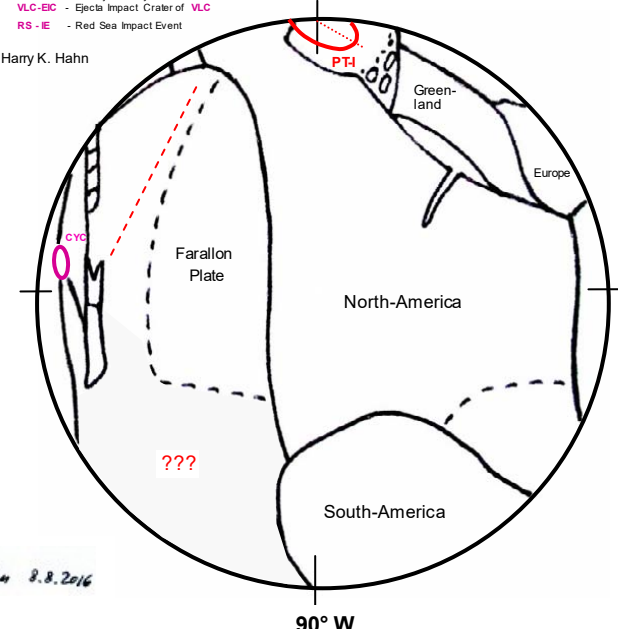 VLC-EIC - Ejecta Impact Crater of VLC
RS - IE - Red Sea Impact Event
Harry K. Hahn
PT-I
Green-
land
Europe
CYC
Farallon
Plate
North-America
???
South-America
8.8.2016
90° W